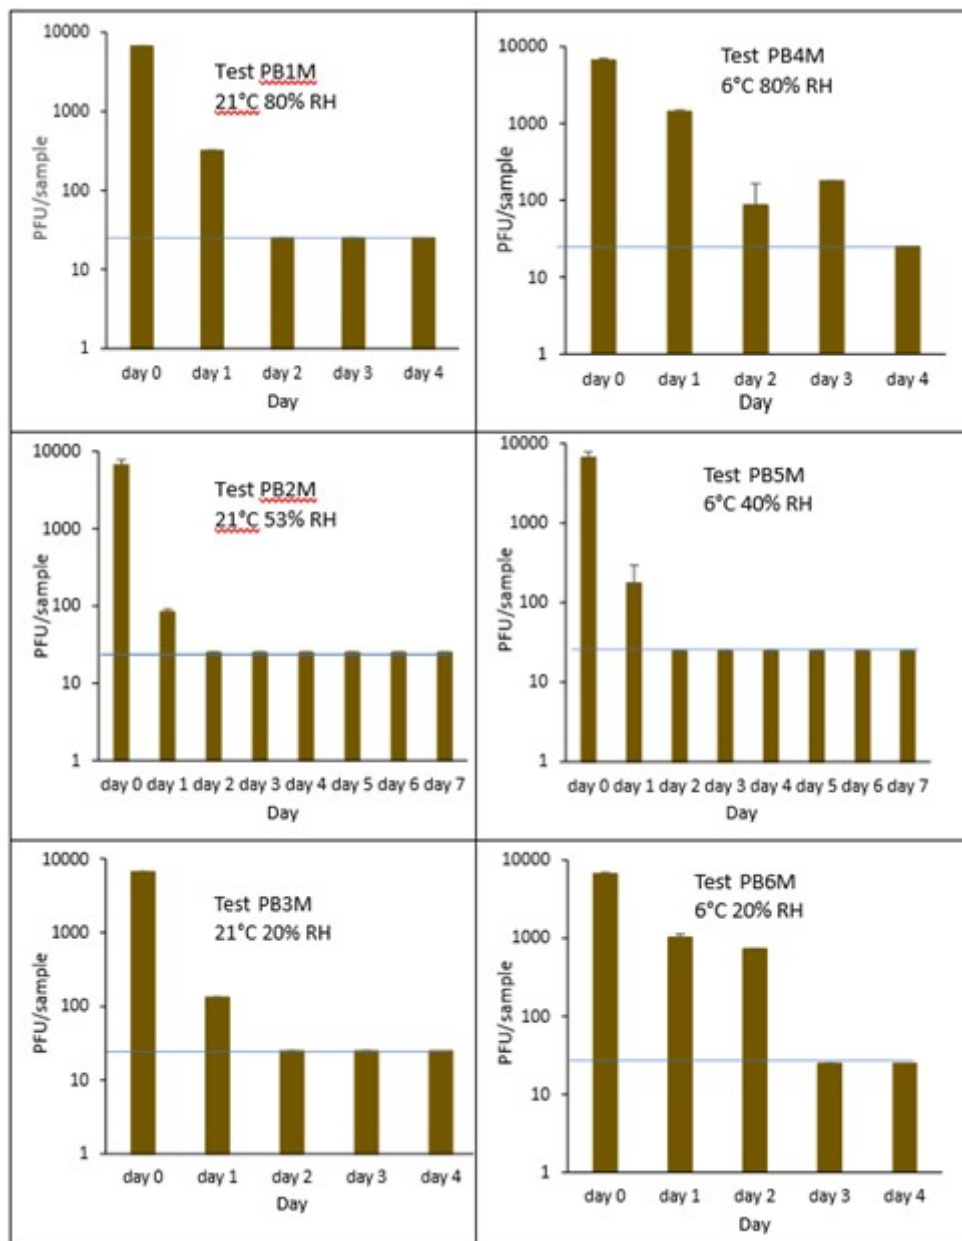 Test PB1M
21°C 80% RH
PFU/sample
10000
1000
100
10
1
day 0 day 1 day 2 day 3 day 4
Day
Test PB4M
6°C 80% RH
PFU/sample
10000
1000
100
10
1
day 0 day 1 day 2 day 3 day 4
Day
Test PB2M
21°C 53% RH
PFU/sample
10000
1000
100
10
1
day 0 day 1 day 2 day 3 day 4 day 5 day 6 day 7
Day
Test PB5M
6°C 40% RH
PFU/sample
10000
1000
100
10
1
day 0 day 1 day 2 day 3 day 4 day 5 day 6 day 7
Day
Test PB3M
21°C 20% RH
PFU/sample
10000
1000
100
10
1
day 0 day 1 day 2 day 3 day 4
Day
Test PB6M
6°C 20% RH
PFU/sample
10000
1000
100
10
1
day 0 day 1 day 2 day 3 day 4
Day